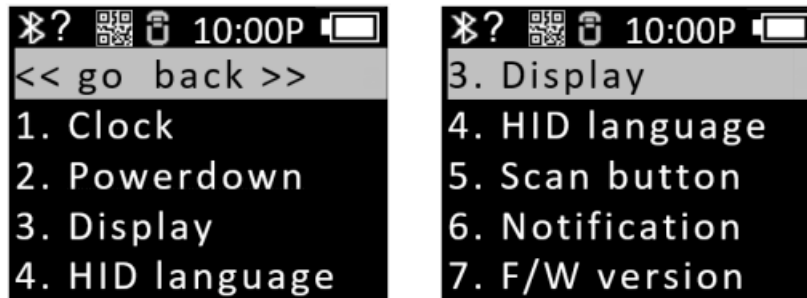 ? 10:00P
<< go back >>
1. Clock
2. Powerdown
3. Display
4. HID language
? 10:00P
3. Display
4. HID language
5. Scan button
6. Notification
7. F/W version